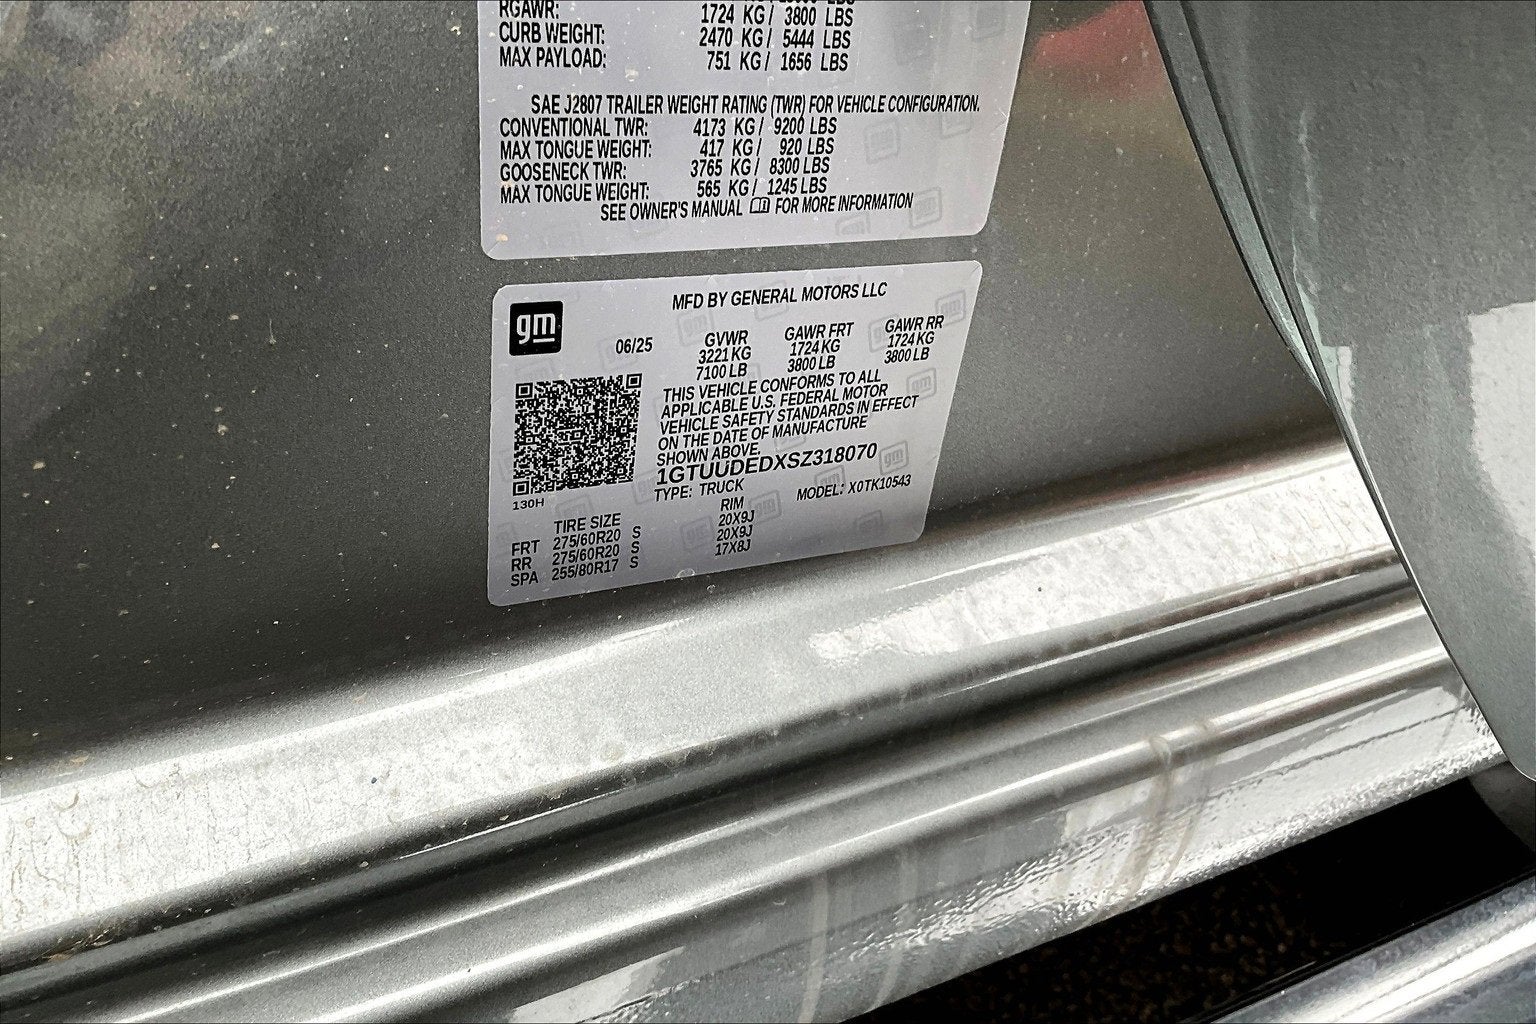 RGAWR: 1724 KG / 3800 LBS
CURB WEIGHT: 2470 KG / 5444 LBS
MAX PAYLOAD: 751 KG / 1656 LBS
SAE J2807 TRAILER WEIGHT RATING (TWR) FOR VEHICLE CONFIGURATION.
CONVENTIONAL TWR: 4173 KG / 9200 LBS
MAX TONGUE WEIGHT: 417 KG / 920 LBS
GOOSENECK TWR: 3765 KG / 8300 LBS
MAX TONGUE WEIGHT: 565 KG / 1245 LBS
SEE OWNER'S MANUAL FOR MORE INFORMATION
gm
MFD BY GENERAL MOTORS LLC
06/25 GVWR GAWR FRT GAWR RR
3221 KG 1724 KG 1724 KG
7100 LB 3800 LB 3800 LB
THIS VEHICLE CONFORMS TO ALL
APPLICABLE U.S. FEDERAL MOTOR
VEHICLE SAFETY STANDARDS IN EFFECT
ON THE DATE OF MANUFACTURE
SHOWN ABOVE.
1GTUUDEDXSZ318070
TYPE: TRUCK MODEL: X0TK10543
130H
TIRE SIZE RIM
FRT 275/60R20 S 20X9J
RR 275/60R20 S 20X9J
SPA 255/80R17 S 17X8J